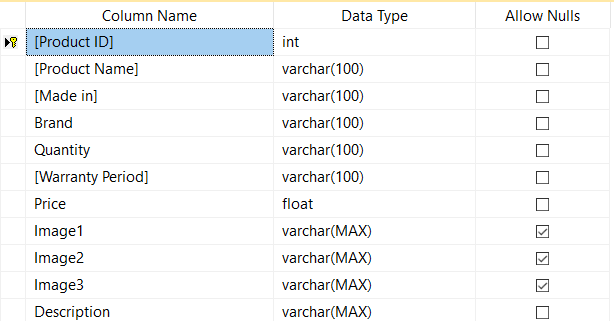 Column Name Data Type Allow Nulls
[Product ID] int
[Product Name] varchar(100)
[Made in] varchar(100)
Brand varchar(100)
Quantity varchar(100)
[Warranty Period] varchar(100)
Price float
Image1 varchar(MAX)
Image2 varchar(MAX)
Image3 varchar(MAX)
Description varchar(MAX)